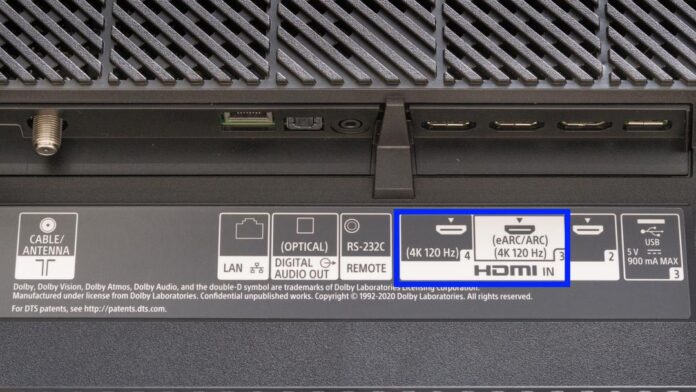 CABLE/
ANTENNA
LAN
(OPTICAL)
DIGITAL
AUDIO OUT
RS-232C
REMOTE
(4K 120 Hz) 4
(eARC/ARC)
(4K 120 Hz) 3
HDMI IN
2
USB
5 V
900 mA MAX
3
Dolby, Dolby Vision, Dolby Atmos, Dolby Audio, and the double-D symbol are trademarks of Dolby Laboratories Licensing Corporation.
Manufactured under license from Dolby Laboratories. Confidential unpublished works. Copyright © 1992-2020 Dolby Laboratories. All rights reserved.
For DTS patents, see http://patents.dts.com.